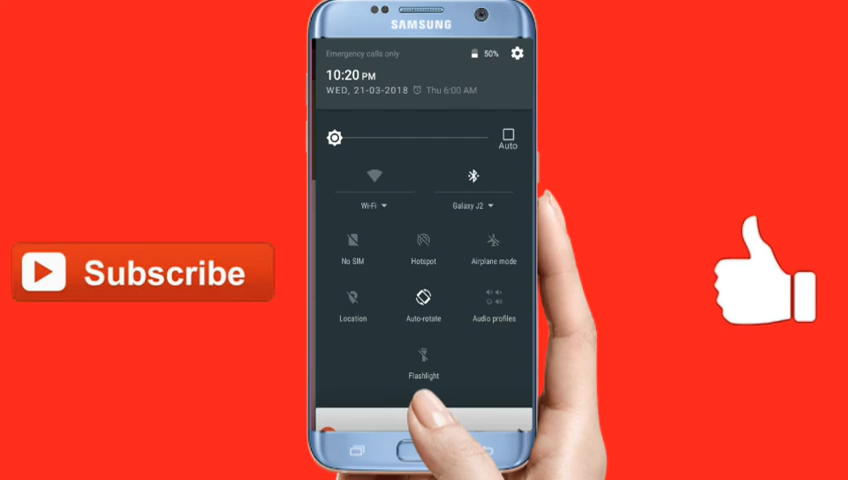 SAMSUNG
Emergency calls only
50%
10:20 PM
WED, 21-03-2018 Thu 6:00 AM
Auto
Wi-Fi
Galaxy J2
No SIM
Hotspot
Airplane mode
Subscribe
Location
Auto-rotate
Audio profiles
Flashlight